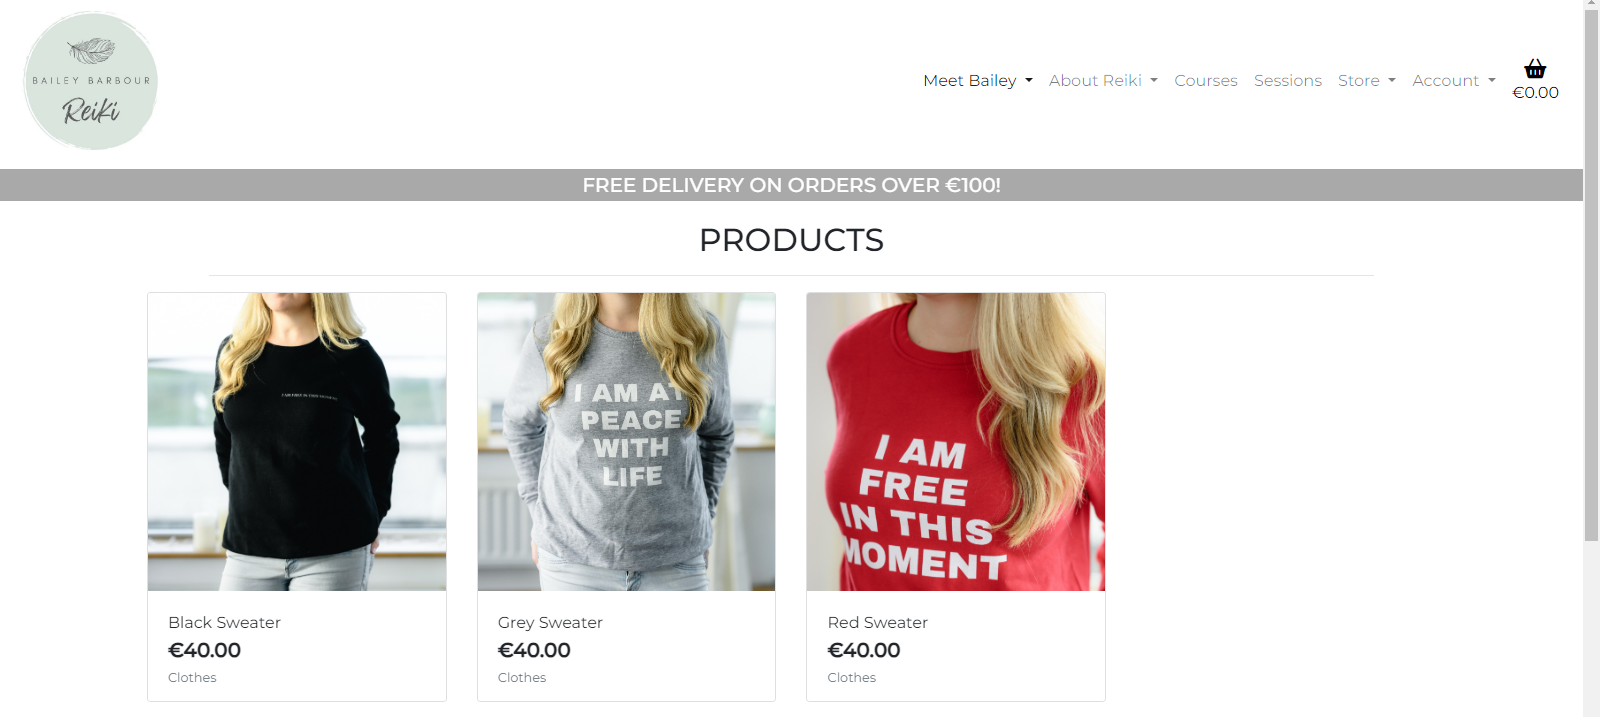 BAILEY BARBOUR
Reiki
Meet Bailey
About Reiki
Courses
Sessions
Store
Account
€0.00
FREE DELIVERY ON ORDERS OVER €100!
PRODUCTS
I AM AT
PEACE
WITH
LIFE
I AM
FREE
IN THIS
MOMENT
Black Sweater
€40.00
Clothes
Grey Sweater
€40.00
Clothes
Red Sweater
€40.00
Clothes